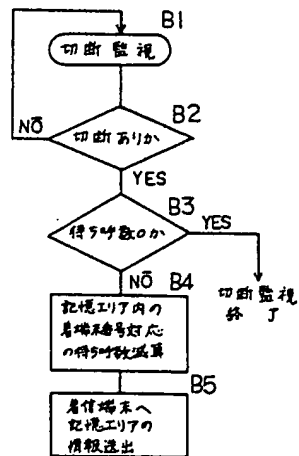 B1
切断監視
B2
切断ありか
NO
YES
B3
待ち呼数0か
YES
NO
切断監視
終了
B4
記憶エリア内の
着端末番号対応
の待ち呼数減算
B5
着信端末へ
記憶エリアの
情報送出